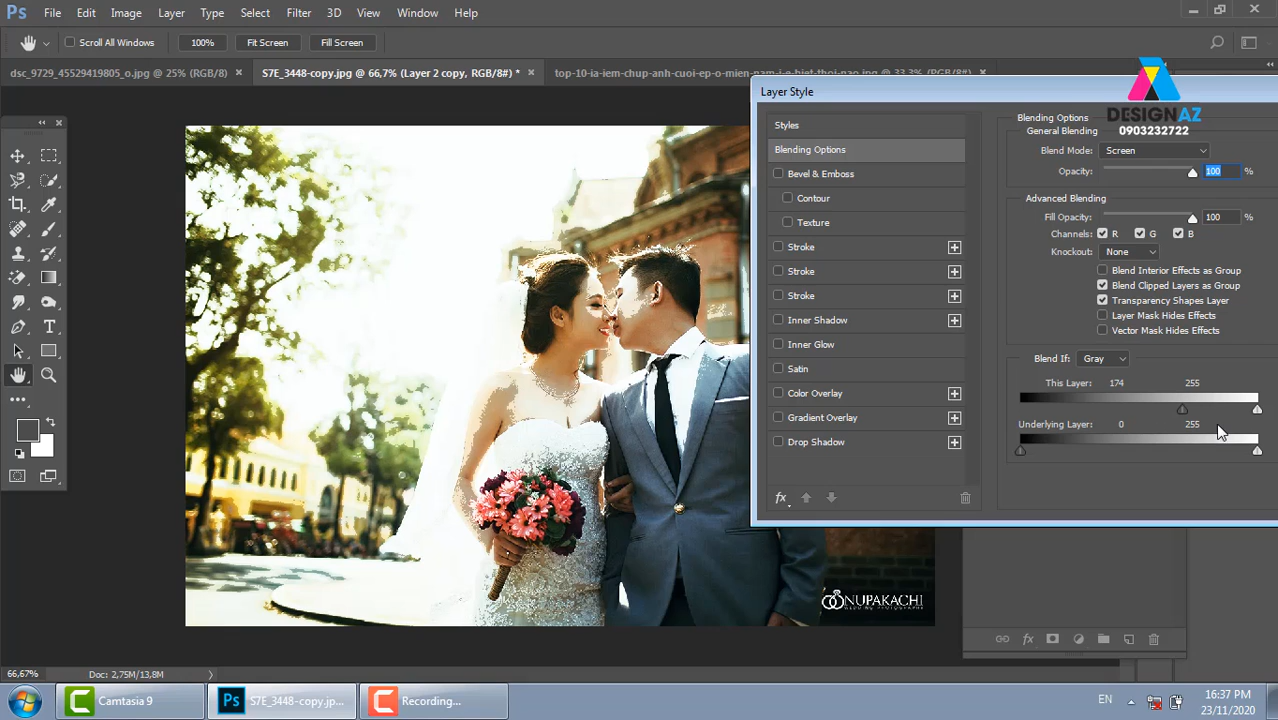 Ps File Edit Image Layer Type Select Filter 3D View Window Help
Scroll All Windows 100% Fit Screen Fill Screen
dsc_9729_45529419805_o.jpg @ 25% (RGB/8) × S7E_3448-copy.jpg @ 66,7% (Layer 2 copy, RGB/8#) * × top-10-ia-iem-chup-anh-cuoi-ep-o-mien-nam-i-e-biet-thoi-nao.jpg @ 33,3% (RGB/8#) ×
Layer Style
DESIGNAZ
0903232722
Styles
Blending Options
Bevel & Emboss
Contour
Texture
Stroke
Stroke
Stroke
Inner Shadow
Inner Glow
Satin
Color Overlay
Gradient Overlay
Drop Shadow
fx
Blending Options
General Blending
Blend Mode: Screen
Opacity: 100 %
Advanced Blending
Fill Opacity: 100 %
Channels: R G B
Knockout: None
Blend Interior Effects as Group
Blend Clipped Layers as Group
Transparency Shapes Layer
Layer Mask Hides Effects
Vector Mask Hides Effects
Blend If: Gray
This Layer: 174 255
Underlying Layer: 0 255
NUPAKACHI
fx
66,67% Doc: 2,75M/13,8M
Camtasia 9 Ps S7E_3448-copy.jp... Recording...
EN 16:37 PM
23/11/2020